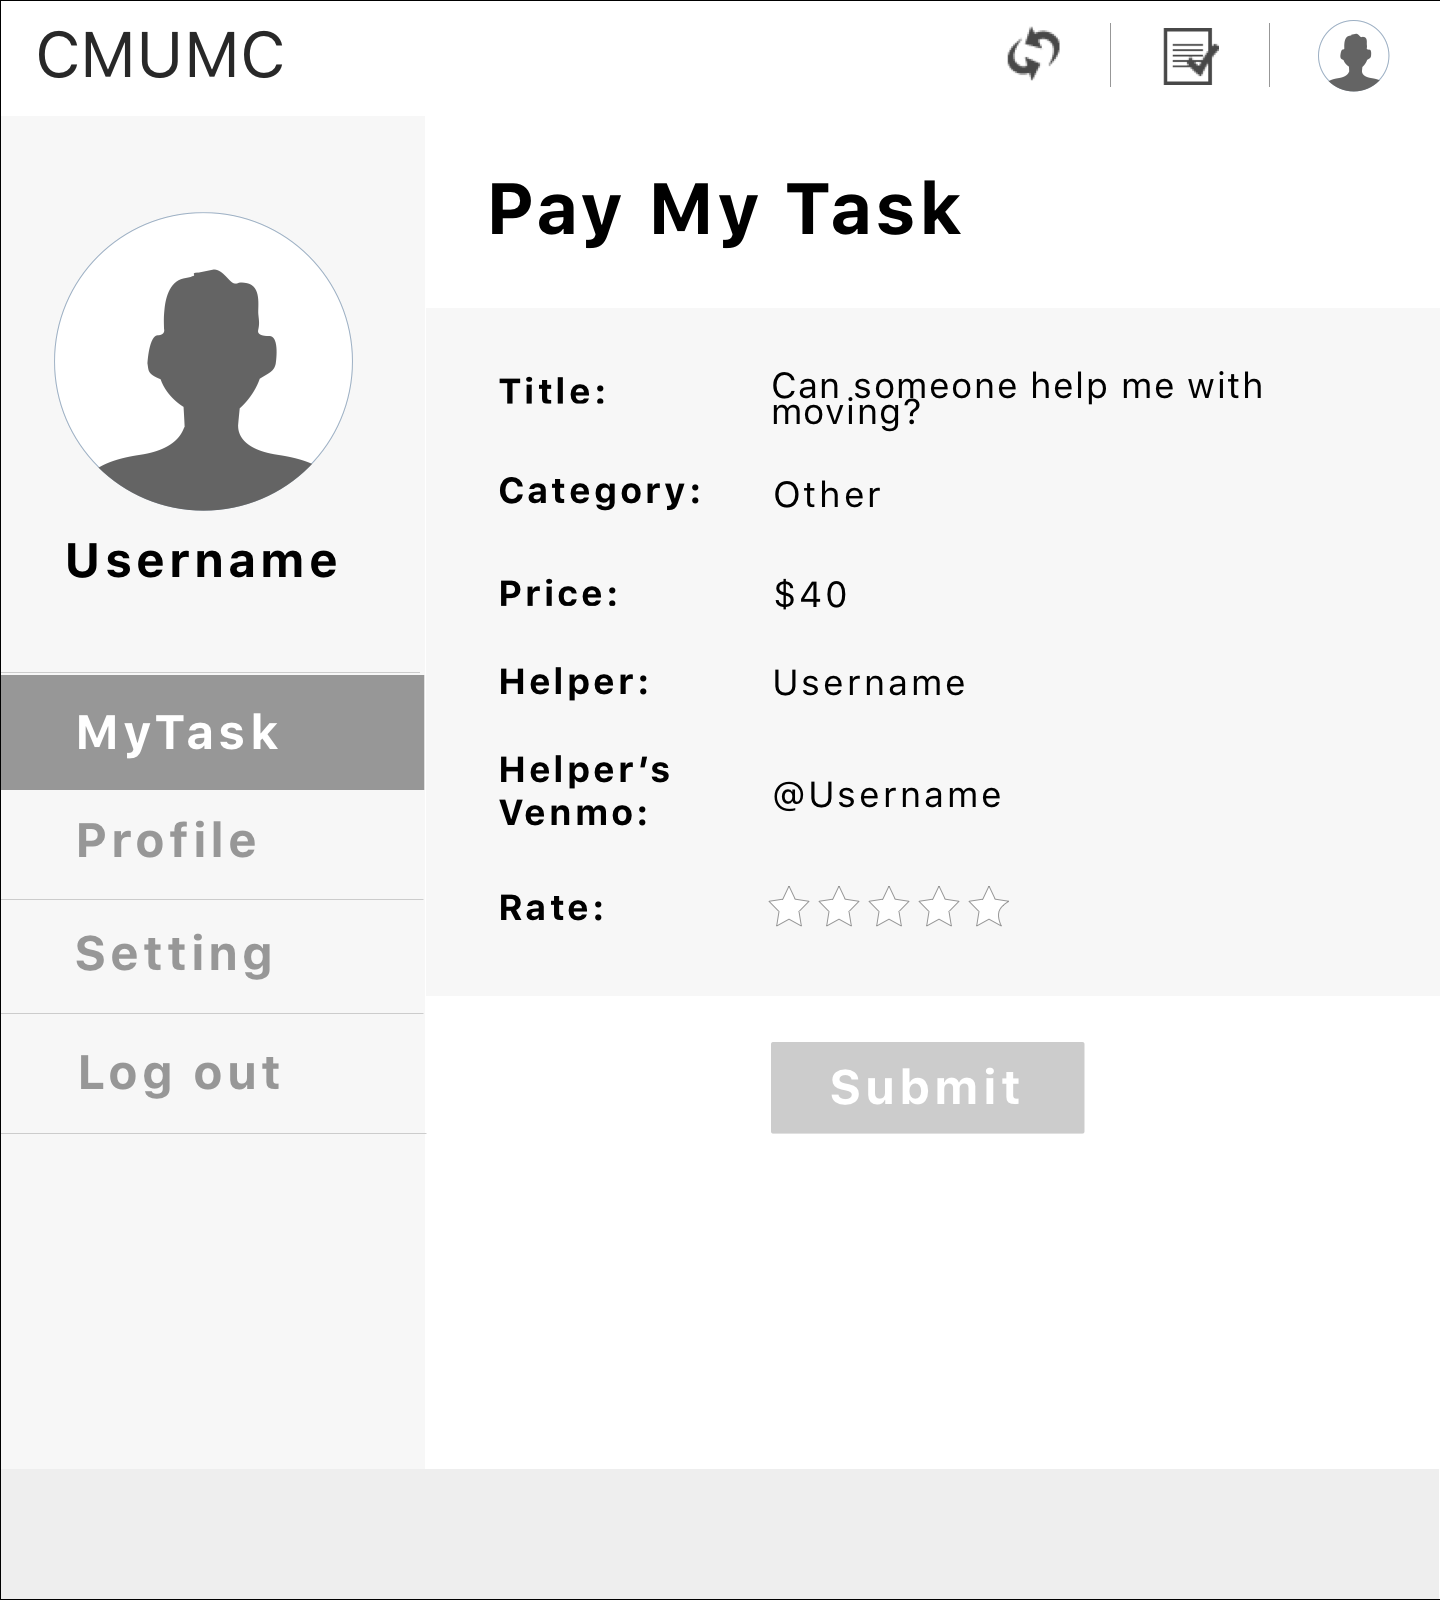 CMUMC
Username
MyTask
Profile
Setting
Log out
Pay My Task
Title: Can someone help me with
moving?
Category: Other
Price: $40
Helper: Username
Helper’s
Venmo: @Username
Rate:
Submit